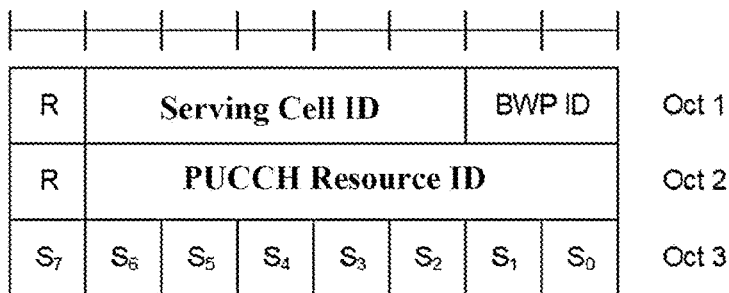 R Serving Cell ID BWP ID Oct 1
R PUCCH Resource ID Oct 2
S₇ S₆ S₅ S₄ S₃ S₂ S₁ S₀ Oct 3